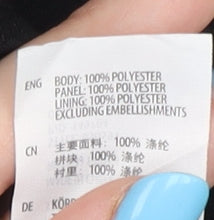 ENG BODY: 100% POLYESTER
PANEL: 100% POLYESTER
LINING: 100% POLYESTER
EXCLUDING EMBELLISHMENTS
CN 主要面料: 100% 涤纶
拼块: 100% 涤纶
衬里: 100% 涤纶
DE